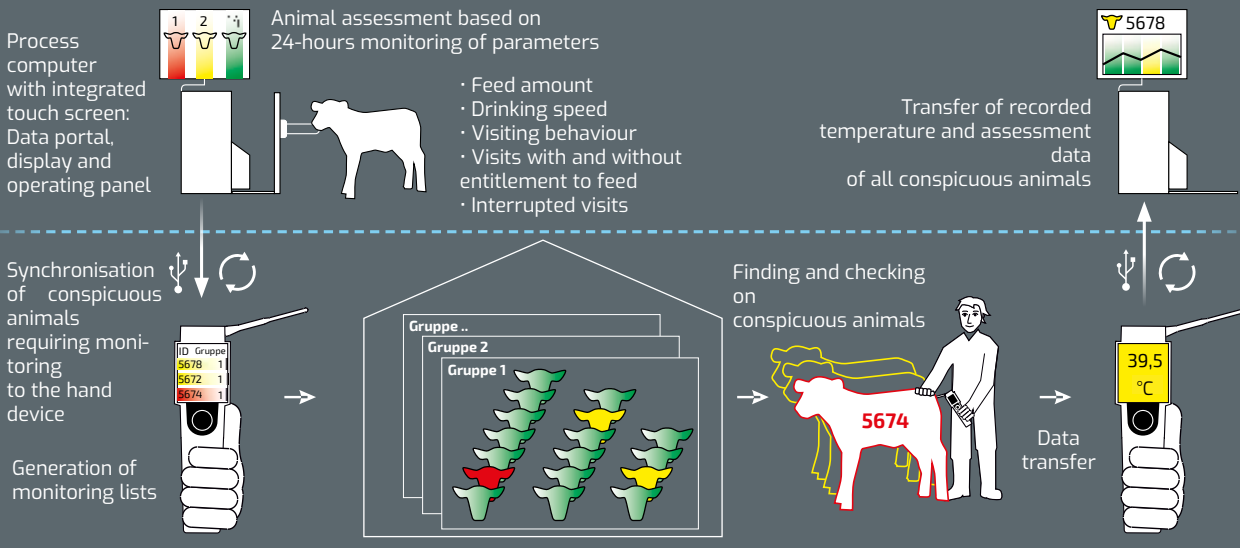 Process
computer
with integrated
touch screen:
Data portal,
display and
operating panel
1 2
Animal assessment based on
24-hours monitoring of parameters
· Feed amount
· Drinking speed
· Visiting behaviour
· Visits with and without
entitlement to feed
· Interrupted visits
5678
Transfer of recorded
temperature and assessment
data
of all conspicuous animals
Synchronisation
of conspicuous
animals
requiring moni-
toring
to the hand
device
Generation of
monitoring lists
ID Gruppe
5678 1
5672 1
5674 1
Gruppe ..
Gruppe 2
Gruppe 1
Finding and checking
on
conspicuous animals
5674
Data
transfer
39,5
°C